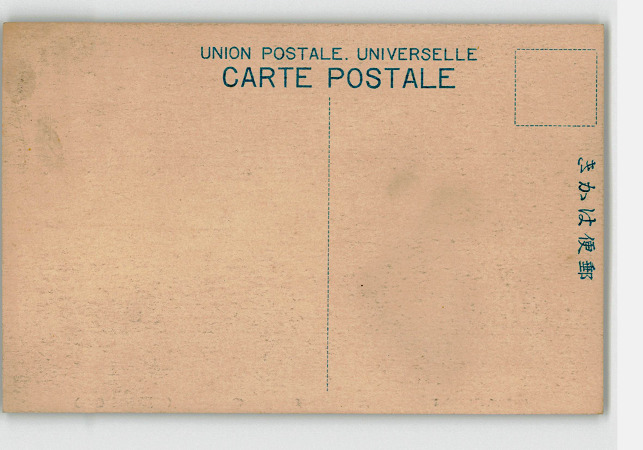 UNION POSTALE. UNIVERSELLE
CARTE POSTALE
きかは便郵